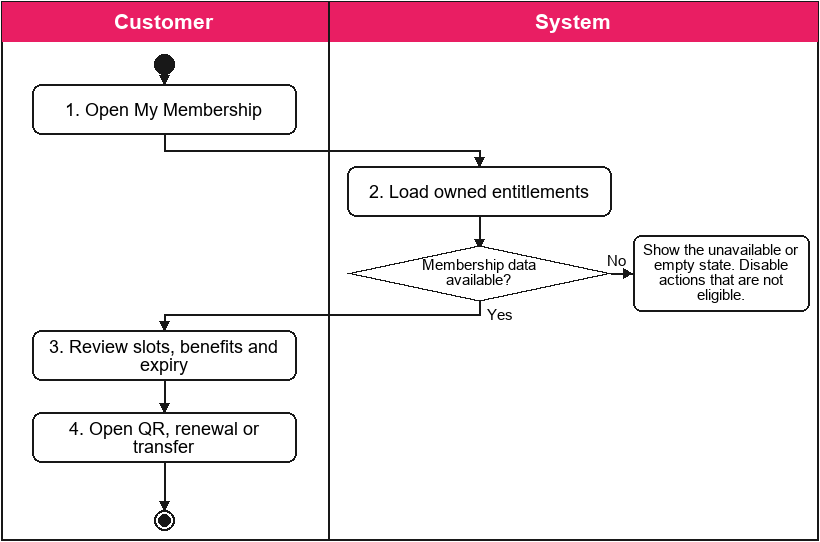 Customer
System
1. Open My Membership
2. Load owned entitlements
Membership data
available?
No
Show the unavailable or
empty state. Disable
actions that are not
eligible.
Yes
3. Review slots, benefits and
expiry
4. Open QR, renewal or
transfer